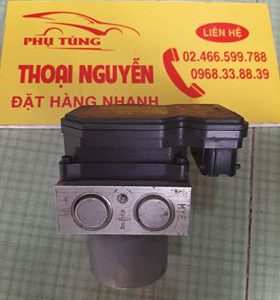 PHỤ TÙNG
LIÊN HỆ
02.466.599.788
0968.33.88.39
THOẠI NGUYỄN
ĐẶT HÀNG NHANH